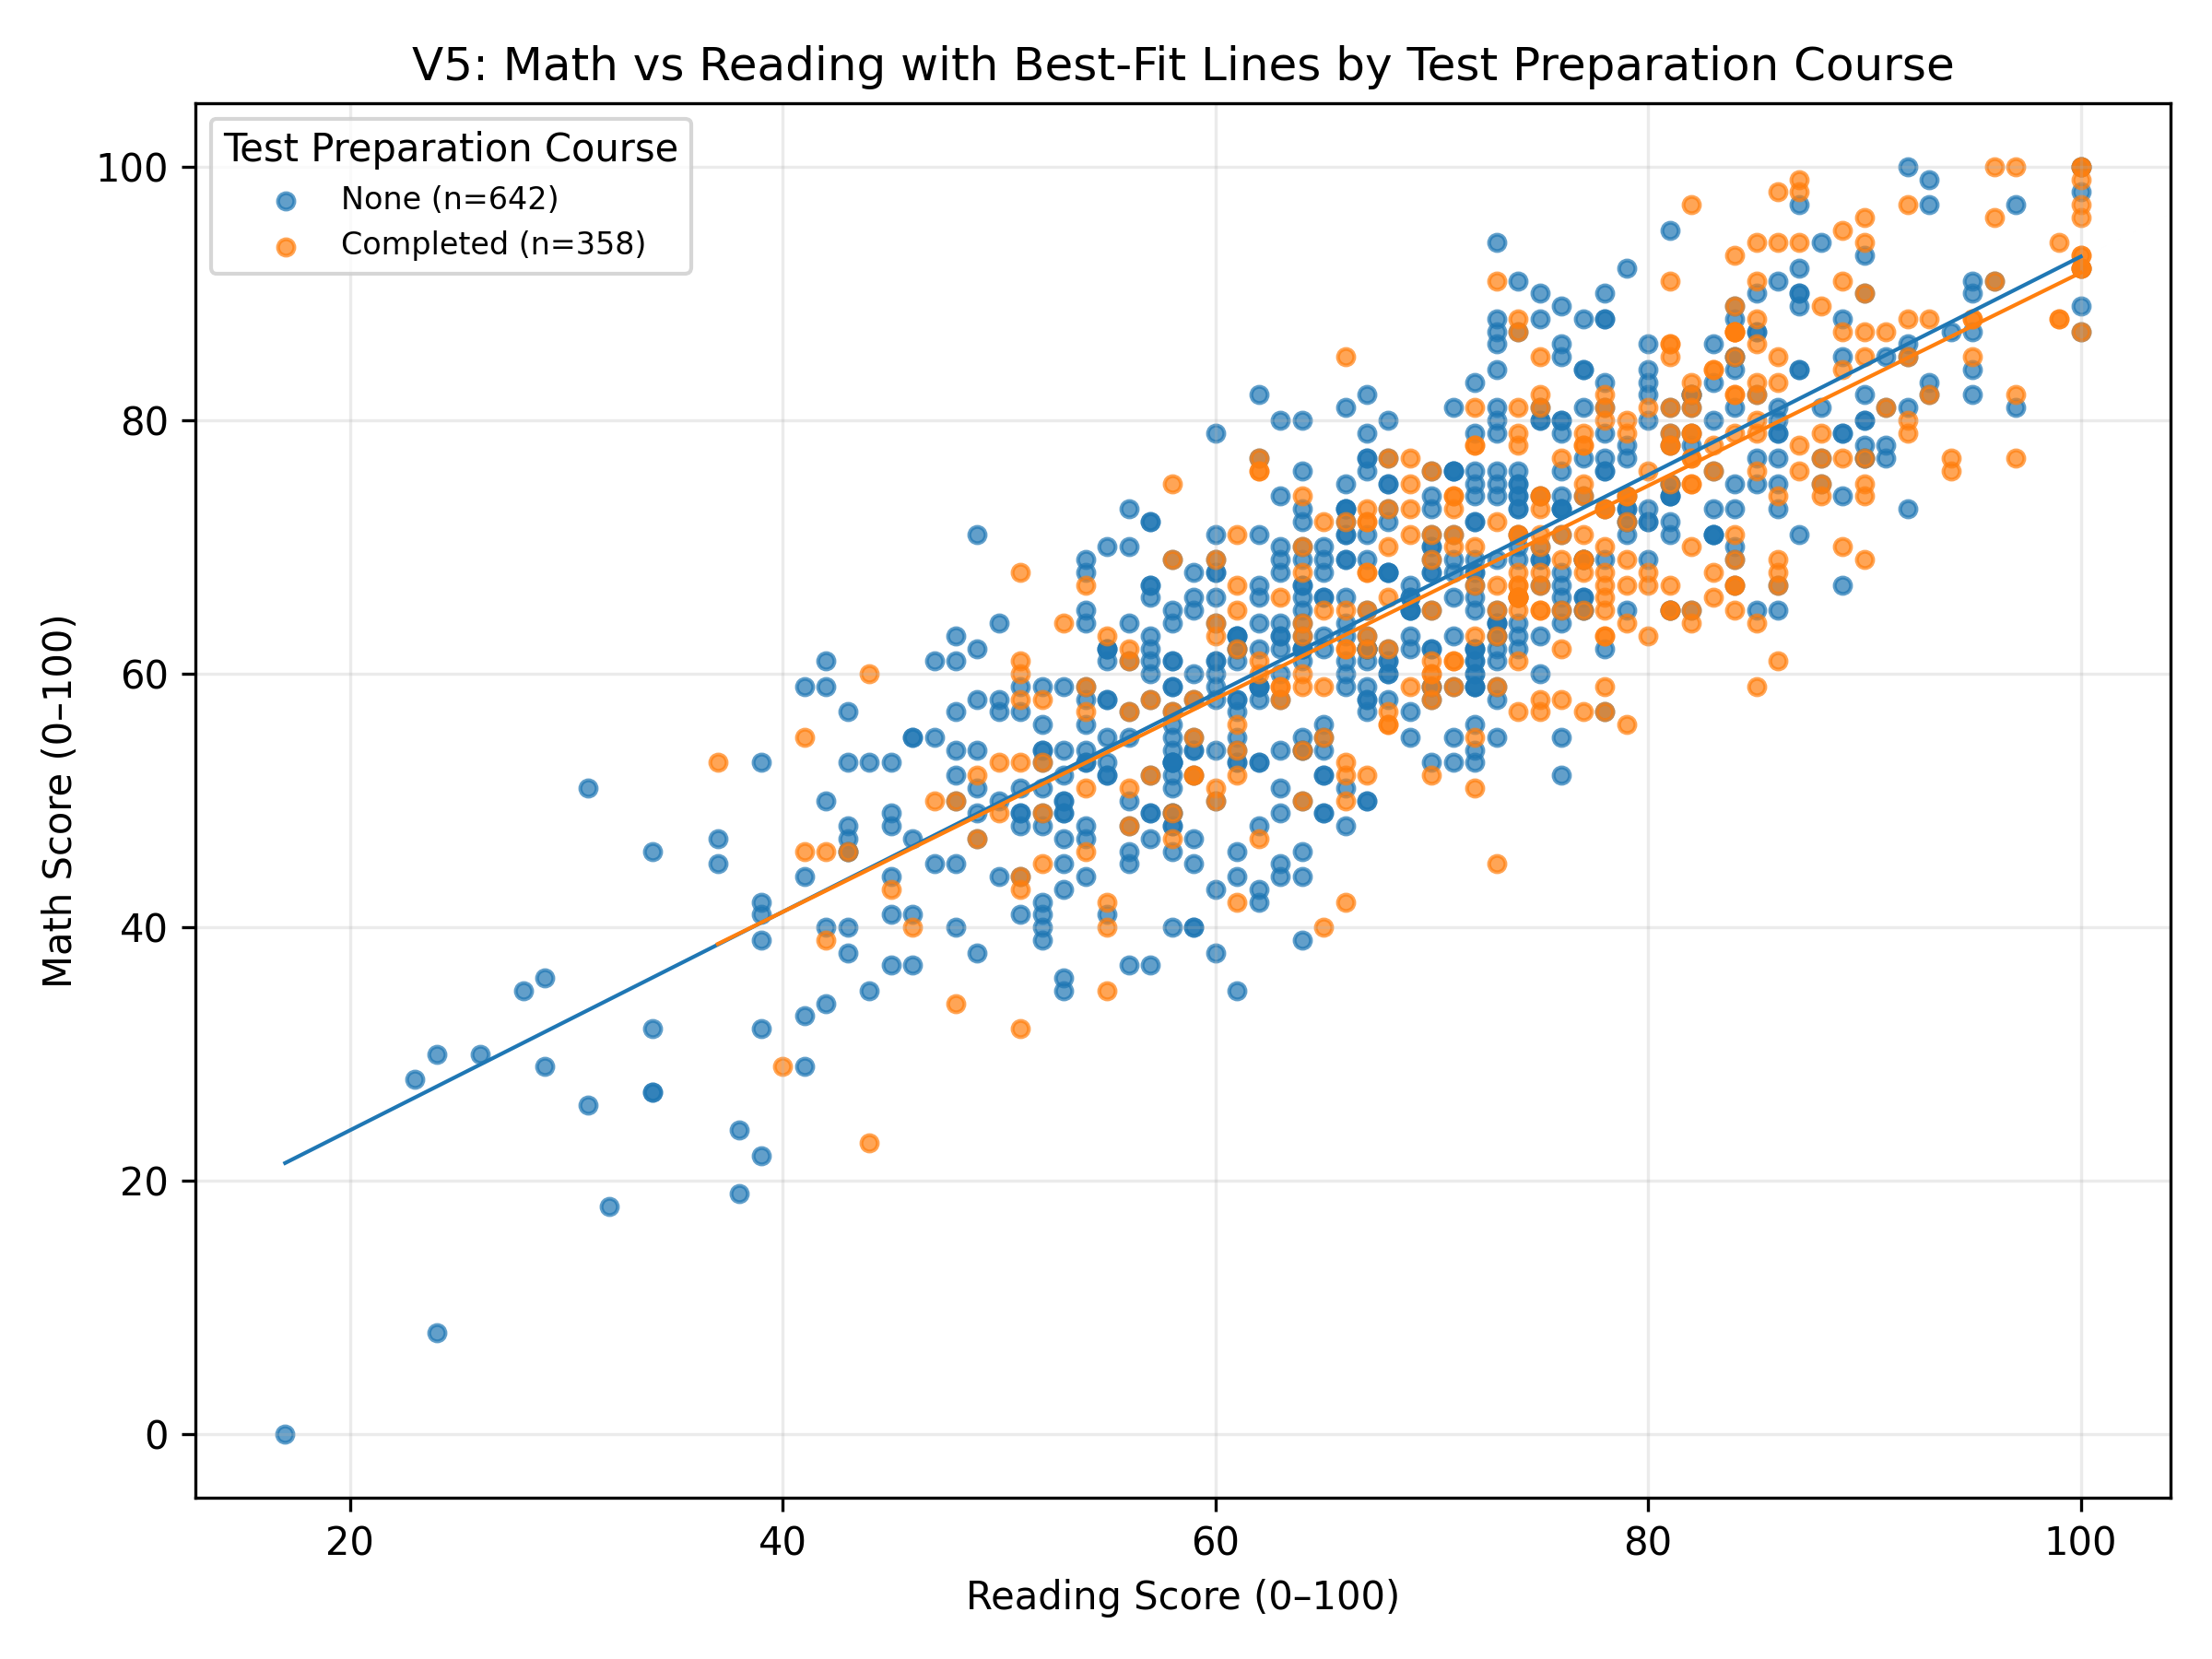 V5: Math vs Reading with Best-Fit Lines by Test Preparation Course
Test Preparation Course
None (n=642)
Completed (n=358)
Math Score (0–100)
100
80
60
40
20
0
20 40 60 80 100
Reading Score (0–100)